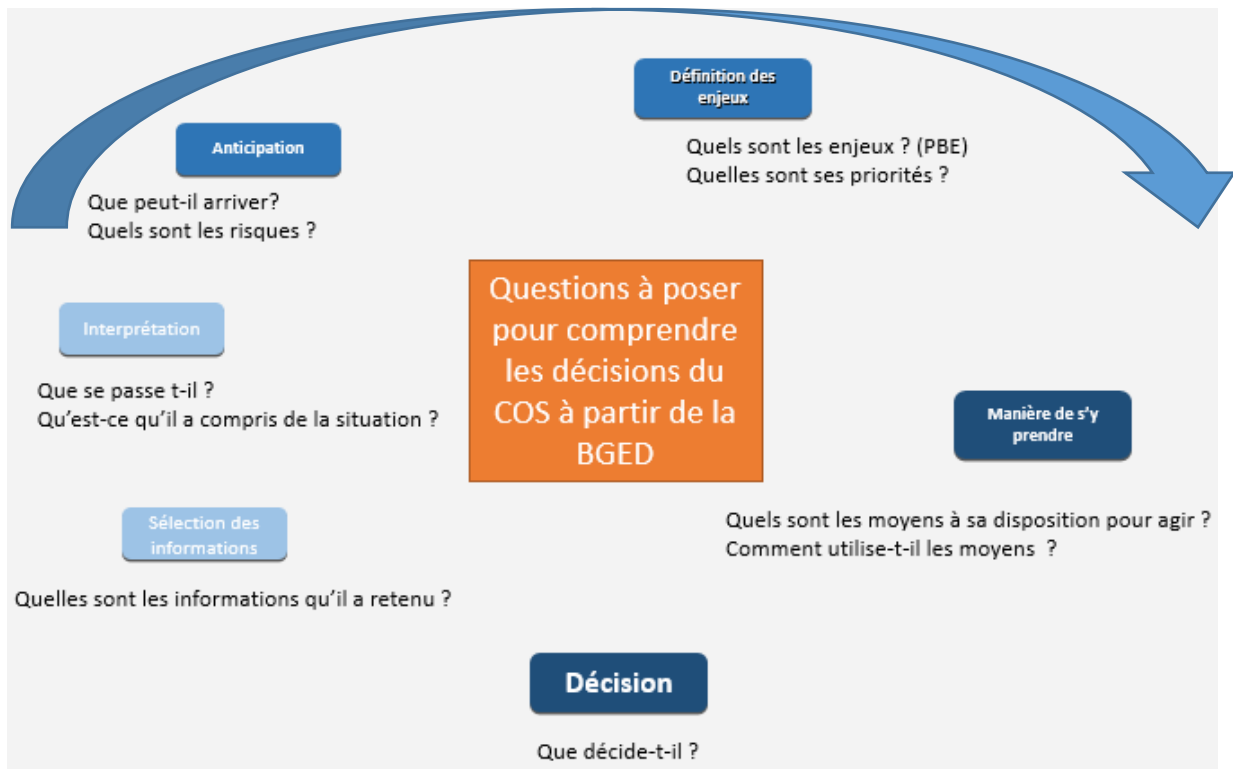 Définition des
enjeux
Quels sont les enjeux ? (PBE)
Quelles sont ses priorités ?
Anticipation
Que peut-il arriver?
Quels sont les risques ?
Questions à poser
pour comprendre
les décisions du
COS à partir de la
BGED
Interprétation
Que se passe t-il ?
Qu'est-ce qu'il a compris de la situation ?
Manière de s'y
prendre
Quels sont les moyens à sa disposition pour agir ?
Comment utilise-t-il les moyens  ?
Sélection des
informations
Quelles sont les informations qu'il a retenu ?
Décision
Que décide-t-il ?